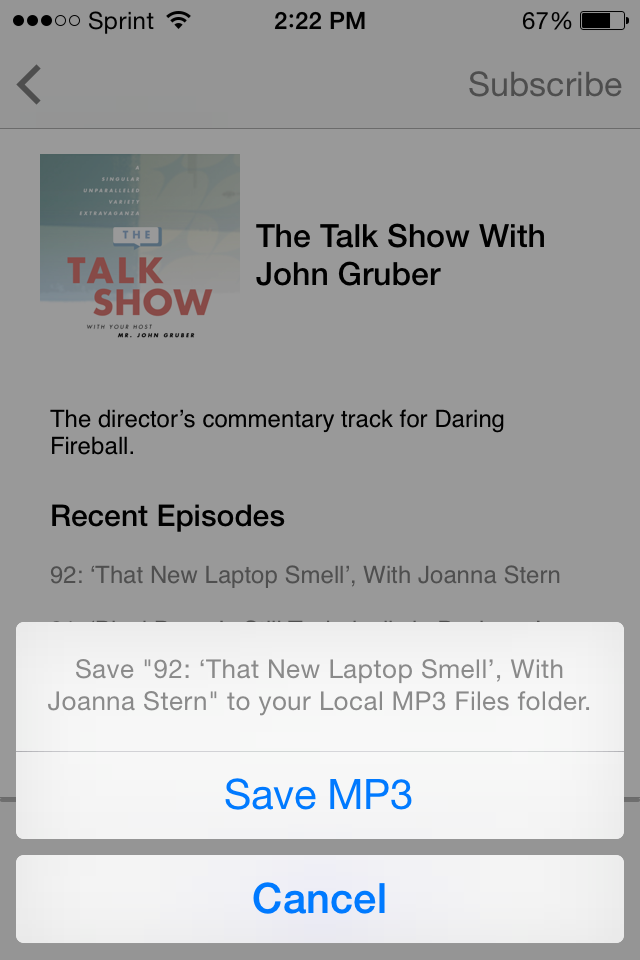 Sprint 2:22 PM 67%
Subscribe
A
SINGULAR
UNPARALLELED
VARIETY
EXTRAVAGANZA
THE
TALK
SHOW
WITH YOUR HOST
MR. JOHN GRUBER
The Talk Show With
John Gruber
The director’s commentary track for Daring
Fireball.
Recent Episodes
92: ‘That New Laptop Smell’, With Joanna Stern
Save "92: ‘That New Laptop Smell’, With
Joanna Stern" to your Local MP3 Files folder.
Save MP3
Cancel